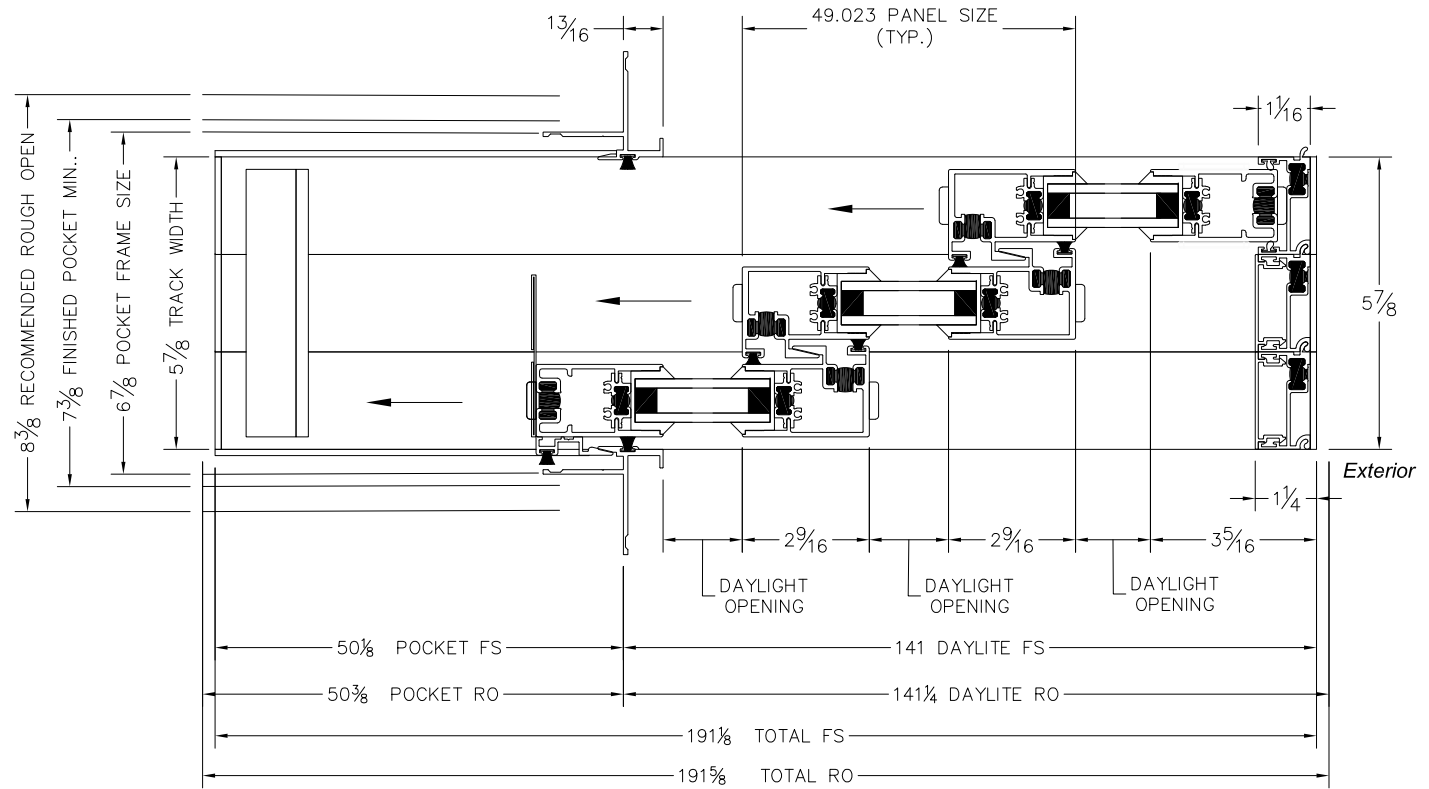 49.023 PANEL SIZE
(TYP.)
13/16
1 1/16
8 3/8 RECOMMENDED ROUGH OPEN
7 3/8 FINISHED POCKET MIN..
6 7/8 POCKET FRAME SIZE
5 7/8 TRACK WIDTH
5 7/8
Exterior
1 1/4
2 9/16
2 9/16
3 5/16
DAYLIGHT
OPENING
DAYLIGHT
OPENING
DAYLIGHT
OPENING
50 1/8 POCKET FS
141 DAYLITE FS
50 3/8 POCKET RO
141 1/4 DAYLITE RO
191 1/8 TOTAL FS
191 5/8 TOTAL RO